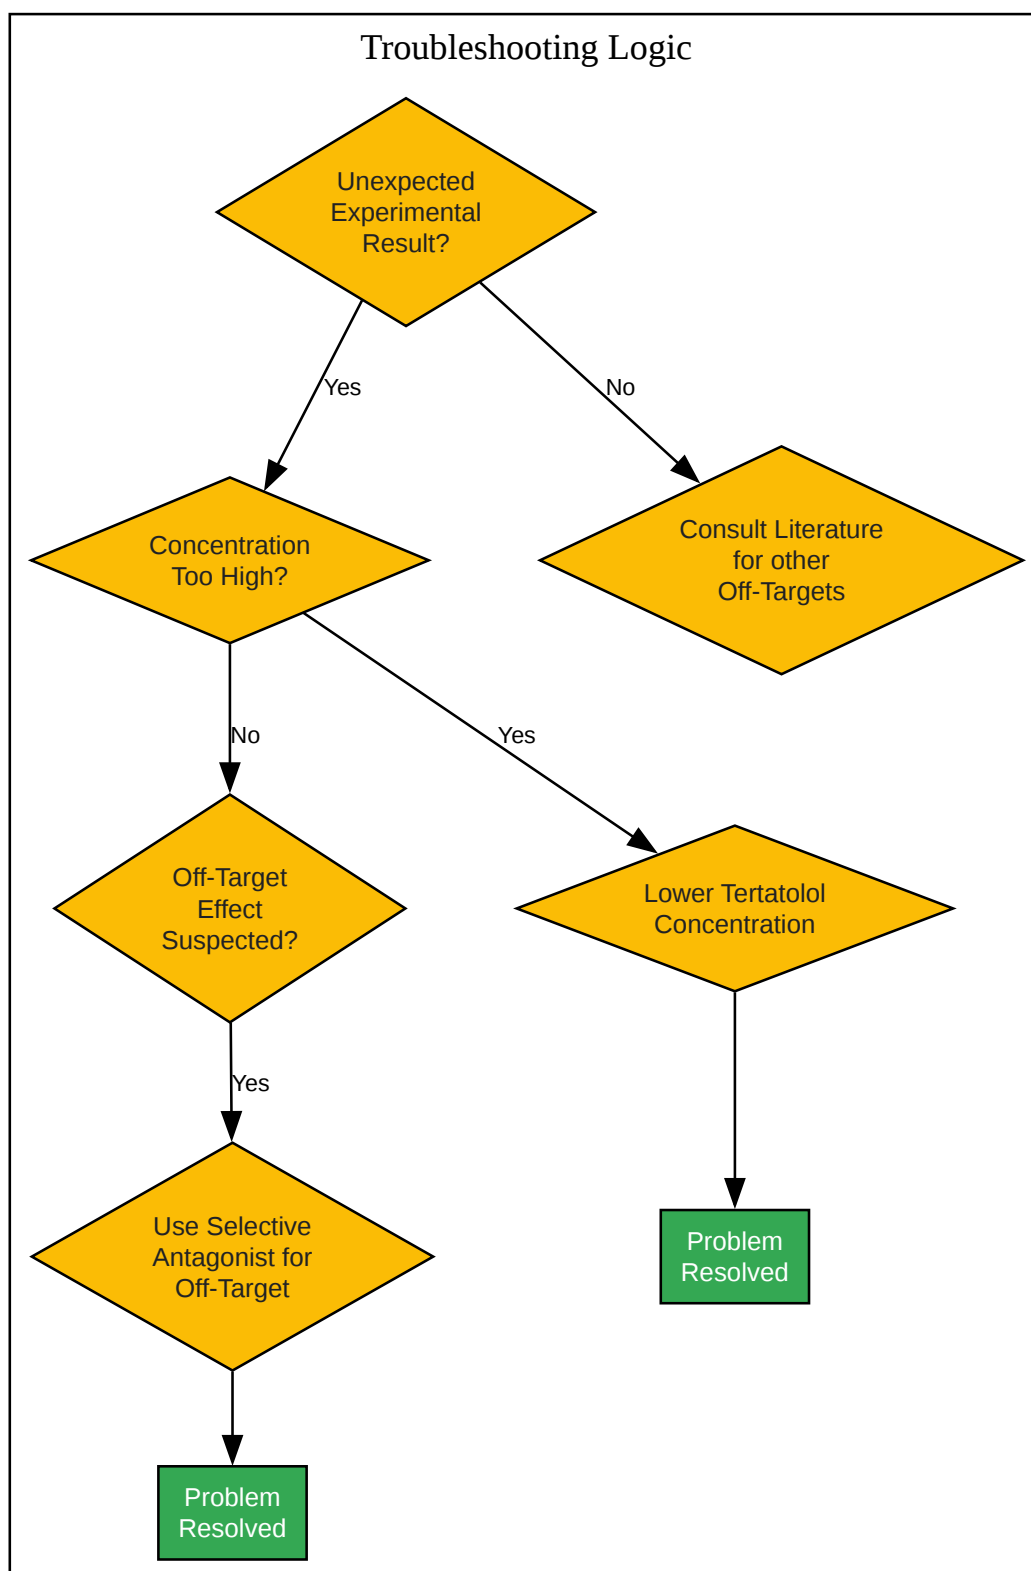 Troubleshooting Logic
Unexpected
Experimental
Result?
Yes
No
Concentration
Too High?
Consult Literature
for other
Off-Targets
No
Yes
Off-Target
Effect
Suspected?
Lower Tertatolol
Concentration
Yes
Use Selective
Antagonist for
Off-Target
Problem
Resolved
Problem
Resolved